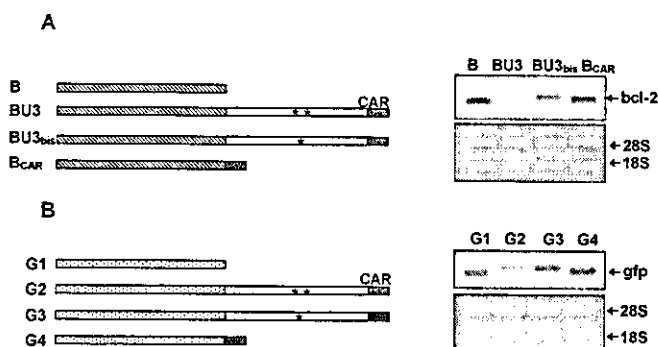 A
B BU3 BU3bis BCAR
B
CAR
BU3
←bcl-2
BU3bis
←28S
BCAR
←18S
B
G1 G2 G3 G4
G1
CAR
←gfp
G2
G3
←28S
G4
←18S